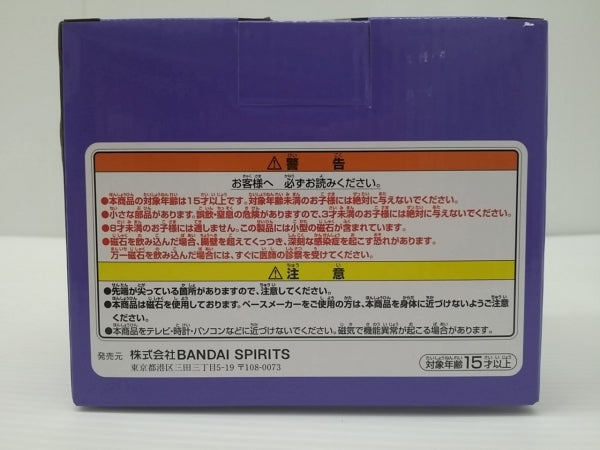 ⚠警告
お客様へ 必ずお読みください。
●本商品の対象年齢は15才以上です。対象年齢未満のお子様には絶対に与えないでください。
●小さな部品があります。誤飲・窒息の危険がありますので、3才未満のお子様には絶対に与えないでください。
●8才未満のお子様には適しません。この製品には小型の磁石が含まれています。
●磁石を飲み込んだ場合、腸壁を超えてくっつき、深刻な感染症を起こす恐れがあります。
万一磁石を飲み込んだ場合には、すぐに医師の診察を受けてください。
⚠注意
●先端が尖っている箇所がありますので、注意してください。
●本商品は磁石を使用しております。ペースメーカーをご使用の方は、本商品を身体に近づけないようご注意
ください。
●本商品をテレビ・時計・パソコンなどに近づけないでください。磁気で機能異常が起こる場合があります。
発売元 株式会社BANDAI SPIRITS
東京都港区三田三丁目5-19 〒108-0073
対象年齢15才以上